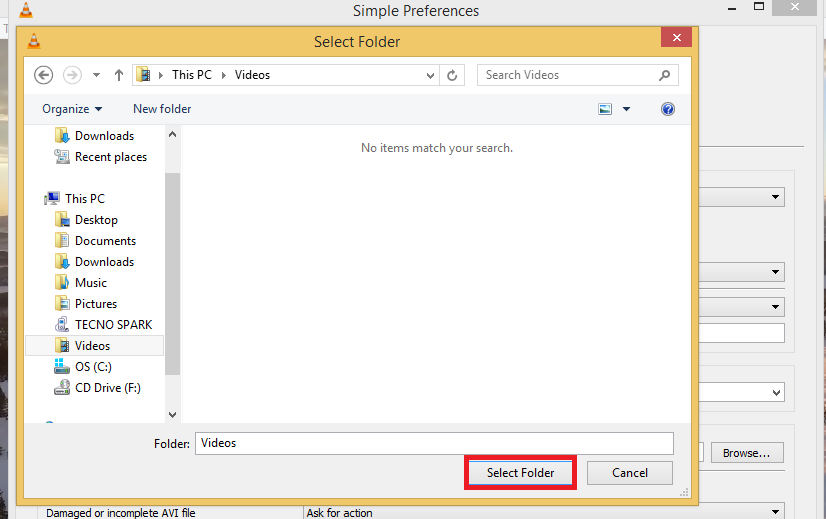 Simple Preferences
T
Select Folder
This PC Videos
Search Videos
Organize
New folder
Downloads
Recent places
No items match your search.
This PC
Desktop
Documents
Downloads
Music
Pictures
TECNO SPARK
Videos
OS (C:)
CD Drive (F:)
Folder: Videos
Browse...
Select Folder
Cancel
Damaged or incomplete AVI file
Ask for action